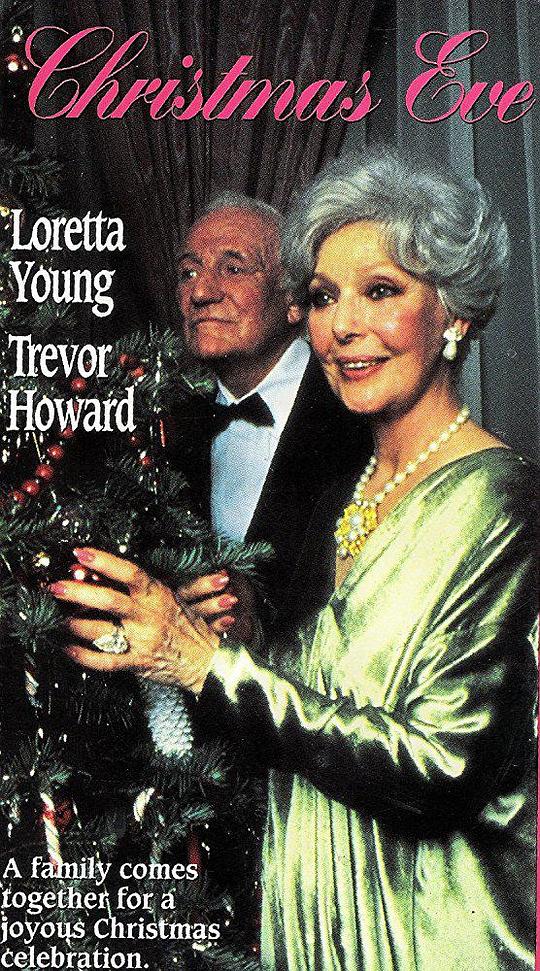 Christmas Eve
Loretta
Young
Trevor
Howard
A family comes
together for a
joyous Christmas
celebration.